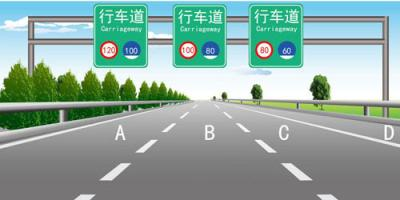 行车道
Carriageway
120 100
行车道
Carriageway
100 80
行车道
Carriageway
80 60
A B C D